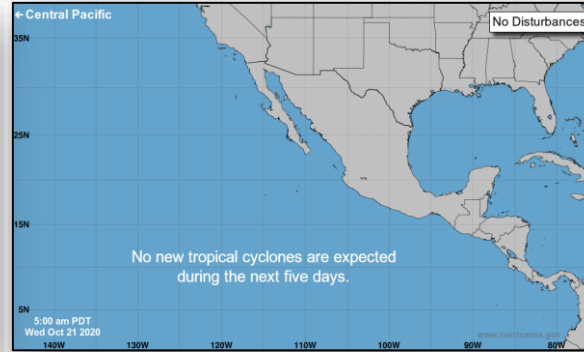 ←Central Pacific
No Disturbances
35N
25N
15N
5N
No new tropical cyclones are expected
during the next five days.
5:00 am PDT
Wed Oct 21 2020
www.hurricanes.gov
140W 130W 120W 110W 100W 90W 80W